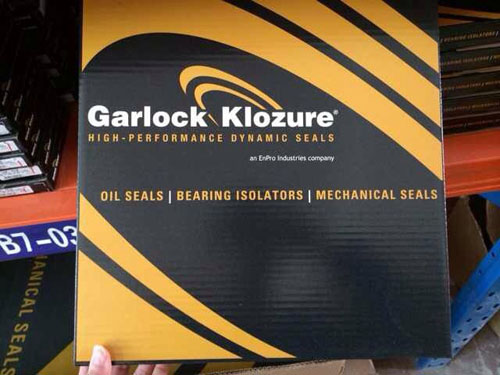 Garlock Klozure®
HIGH-PERFORMANCE DYNAMIC SEALS
an EnPro Industries company
OIL SEALS | BEARING ISOLATORS | MECHANICAL SEALS
B7-03
ANICAL SEALS